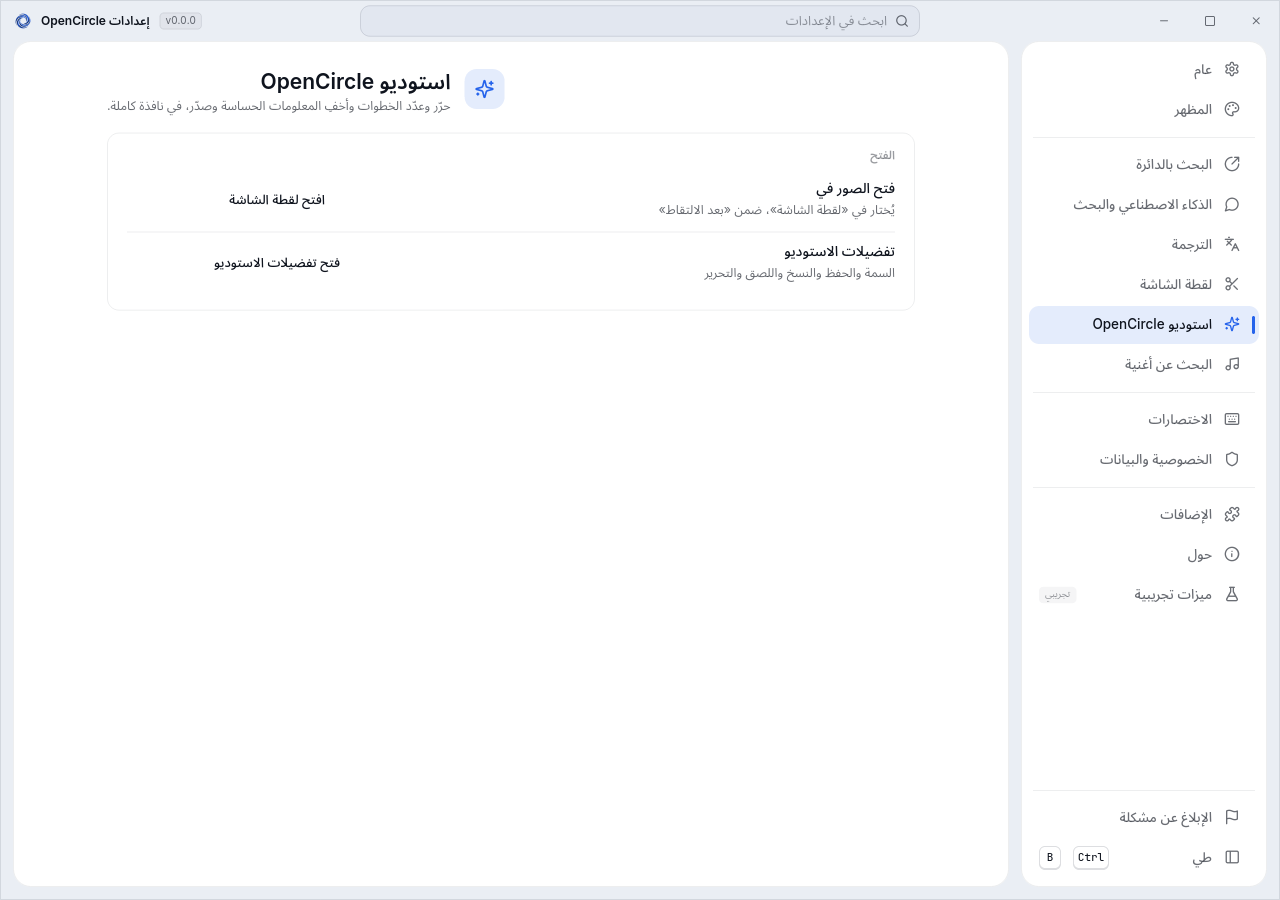 إعدادات OpenCircle
v0.0.0
ابحث في الإعدادات
عام
المظهر
البحث بالدائرة
الذكاء الاصطناعي والبحث
الترجمة
لقطة الشاشة
استوديو OpenCircle
البحث عن أغنية
الاختصارات
الخصوصية والبيانات
الإضافات
حول
ميزات تجريبية
تجريبي
الإبلاغ عن مشكلة
طي
Ctrl
B
استوديو OpenCircle
حرّر وعدّد الخطوات وأخفِ المعلومات الحساسة وصدّر، في نافذة كاملة.
الفتح
فتح الصور في
يُختار في «لقطة الشاشة»، ضمن «بعد الالتقاط»
افتح لقطة الشاشة
تفضيلات الاستوديو
السمة والحفظ والنسخ واللصق والتحرير
فتح تفضيلات الاستوديو